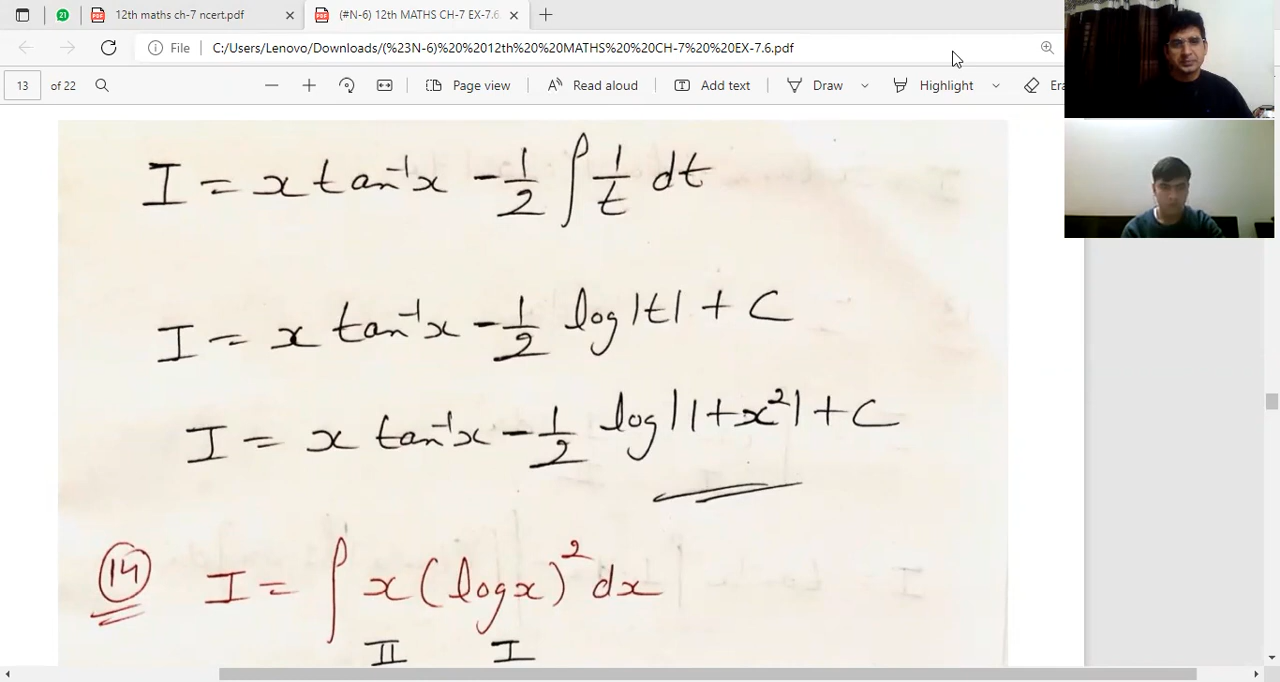 21
12th maths ch-7 ncert.pdf
(#N-6) 12th MATHS CH-7 EX-7.6
File
C:/Users/Lenovo/Downloads/(%23N-6)%20%2012th%20%20MATHS%20%20CH-7%20%20EX-7.6.pdf
13 of 22
Page view
Read aloud
Add text
Draw
Highlight
Era
I = x tan⁻¹x - 1/2 ∫ 1/t dt
I = x tan⁻¹x - 1/2 log|t| + C
I = x tan⁻¹x - 1/2 log|1+x²| + C
14 I = ∫ x(logx)² dx
II I